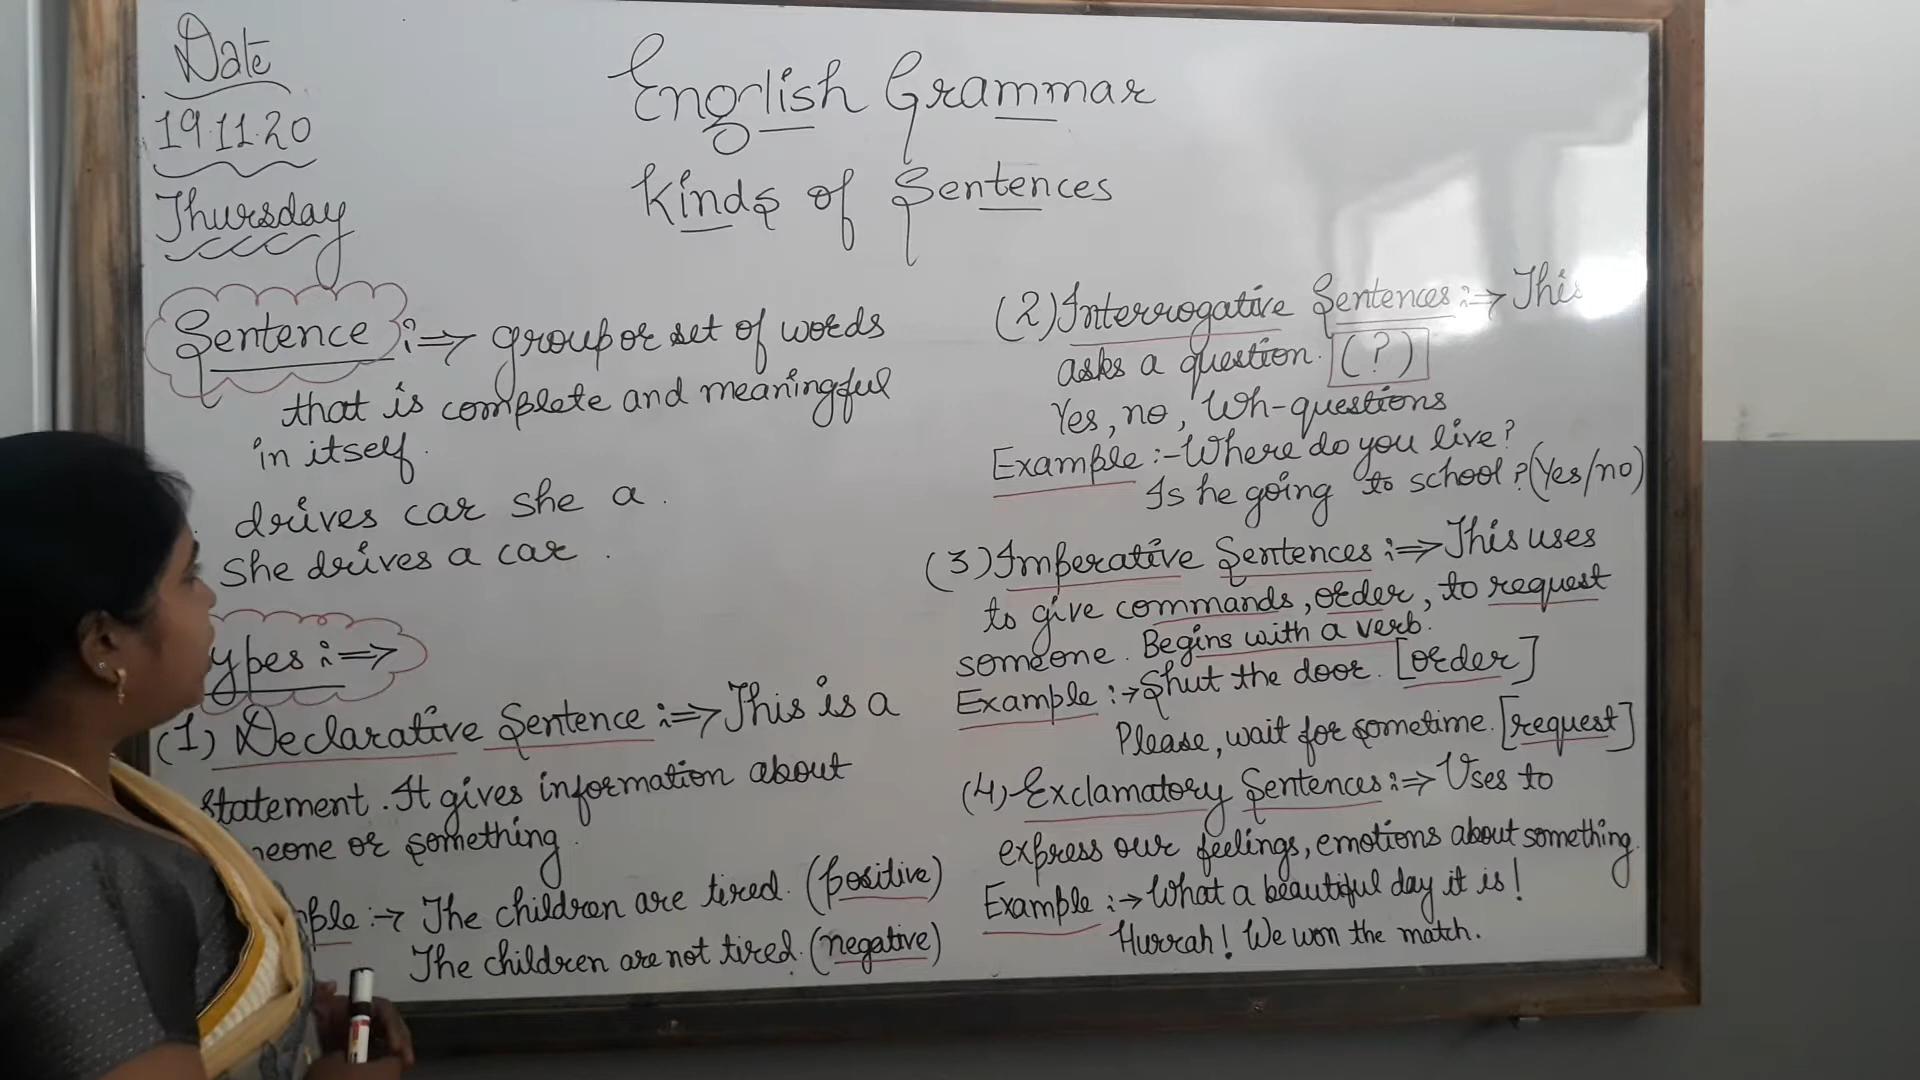 Date
19.11.20
Thursday
English Grammar
Kinds of Sentences
Sentence :⇒ group or set of words
that is complete and meaningful
in itself.
drives car she a.
She drives a car.
ypes :⇒
(1) Declarative Sentence :⇒ This is a
statement. It gives information about
neone or something.
ple :→ The children are tired. (positive)
The children are not tired. (negative)
(2) Interrogative Sentences :⇒ This
asks a question. (?)
Yes, no, Wh-questions
Example :- Where do you live?
Is he going to school? (Yes/no)
(3) Imperative Sentences :⇒ This uses
to give commands, order, to request
someone. Begins with a verb.
Example :→ Shut the door. [order]
Please, wait for sometime. [request]
(4) Exclamatory Sentences :⇒ Uses to
express our feelings, emotions about something.
Example :→ What a beautiful day it is!
Hurrah! We won the match.